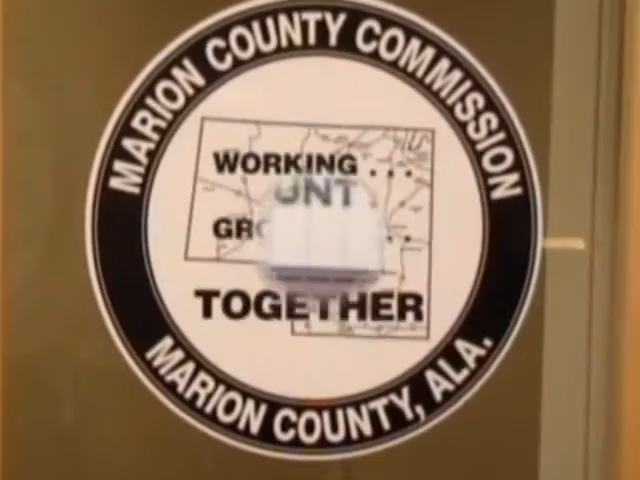 MARION COUNTY COMMISSION
WORKING ...
TOGETHER
MARION COUNTY, ALA.